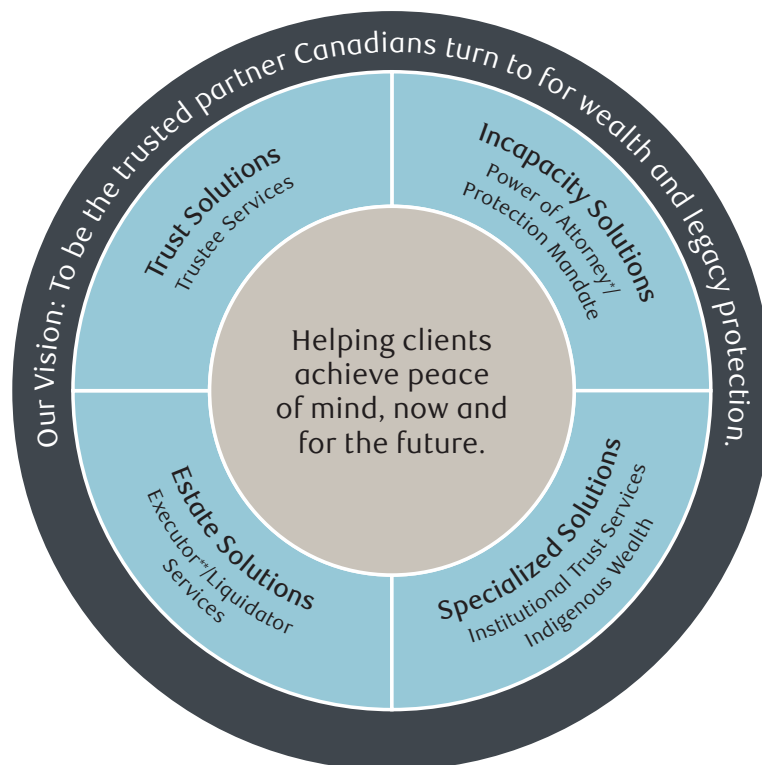 Our Vision: To be the trusted partner Canadians turn to for wealth and legacy protection.
Trust Solutions
Trustee Services
Incapacity Solutions
Power of Attorney*/
Protection Mandate
Helping clients
achieve peace
of mind, now and
for the future.
Estate Solutions
Executor**/Liquidator
Services
Specialized Solutions
Institutional Trust Services
Indigenous Wealth